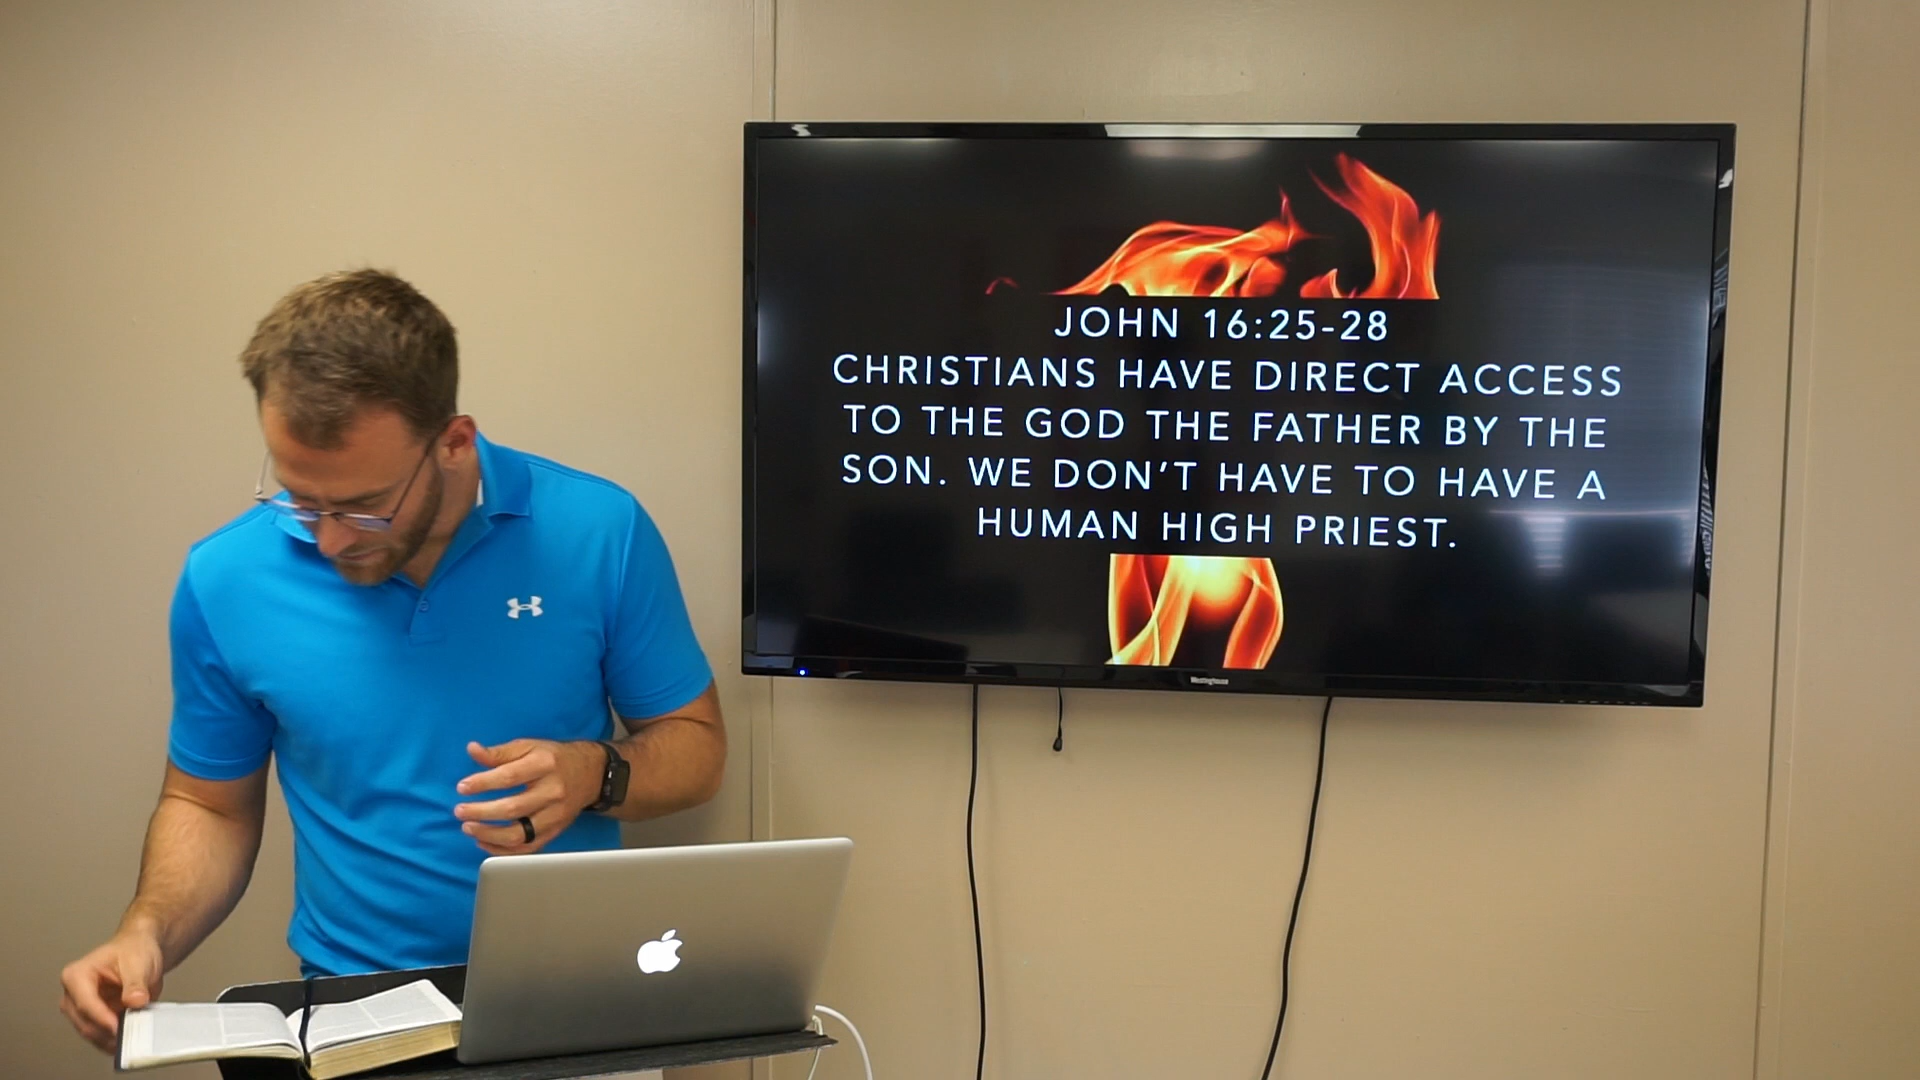 JOHN 16:25-28
CHRISTIANS HAVE DIRECT ACCESS
TO THE GOD THE FATHER BY THE
SON. WE DON'T HAVE TO HAVE A
HUMAN HIGH PRIEST.
Westinghouse